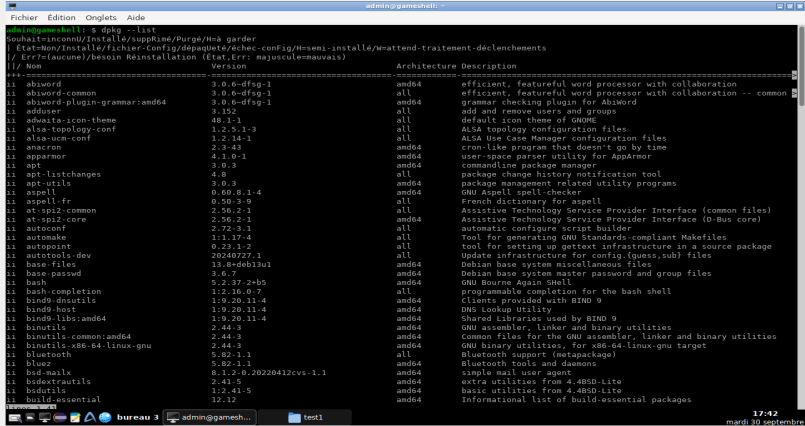 admin@gameshell: ~
Fichier Édition Onglets Aide
admin@gameshell: $ dpkg --list
Souhait=inconnU/Installé/suppRimé/Purgé/H=à garder
| État=Non/Installé/fichier-Config/dépaqUeté/échec-conFig/H=semi-installé/W=attend-traitement-déclenchements
|/ Err?=(aucune)/besoin Réinstallation (État,Err: majuscule=mauvais)
||/ Nom Version Architecture Description
ii abiword 3.0.6~dfsg-1 amd64 efficient, featureful word processor with collaboration
ii abiword-common 3.0.6~dfsg-1 all efficient, featureful word processor with collaboration -- common
ii abiword-plugin-grammar:amd64 3.0.6~dfsg-1 amd64 grammar checking plugin for AbiWord
ii adduser 3.152 all add and remove users and groups
ii adwaita-icon-theme 48.1-1 all default icon theme of GNOME
ii alsa-topology-conf 1.2.5.1-3 all ALSA topology configuration files
ii alsa-ucm-conf 1.2.14-1 all ALSA Use Case Manager configuration files
ii anacron 2.3-43 amd64 cron-like program that doesn't go by time
ii apparmor 4.1.0-1 amd64 user-space parser utility for AppArmor
ii apt 3.0.3 amd64 commandline package manager
ii apt-listchanges 4.8 all package change history notification tool
ii apt-utils 3.0.3 amd64 package management related utility programs
ii aspell 0.60.8.1-4 amd64 GNU Aspell spell-checker
ii aspell-fr 0.50-3-9 all French dictionary for aspell
ii at-spi2-common 2.56.2-1 all Assistive Technology Service Provider Interface (common files)
ii at-spi2-core 2.56.2-1 amd64 Assistive Technology Service Provider Interface (D-Bus core)
ii autoconf 2.72-3.1 all automatic configure script builder
ii automake 1:1.17-4 all Tool for generating GNU Standards-compliant Makefiles
ii autopoint 0.23.1-2 all tool for setting up gettext infrastructure in a source package
ii autotools-dev 20240727.1 all Update infrastructure for config.{guess,sub} files
ii base-files 13.8+deb13u1 amd64 Debian base system miscellaneous files
ii base-passwd 3.6.7 amd64 Debian base system master password and group files
ii bash 5.2.37-2+b5 amd64 GNU Bourne Again SHell
ii bash-completion 1:2.16.0-7 all programmable completion for the bash shell
ii bind9-dnsutils 1:9.20.11-4 amd64 Clients provided with BIND 9
ii bind9-host 1:9.20.11-4 amd64 DNS Lookup Utility
ii bind9-libs:amd64 1:9.20.11-4 amd64 Shared Libraries used by BIND 9
ii binutils 2.44-3 amd64 GNU assembler, linker and binary utilities
ii binutils-common:amd64 2.44-3 amd64 Common files for the GNU assembler, linker and binary utilities
ii binutils-x86-64-linux-gnu 2.44-3 amd64 GNU binary utilities, for x86-64-linux-gnu target
ii bluetooth 5.82-1.1 all Bluetooth support (metapackage)
ii bluez 5.82-1.1 amd64 Bluetooth tools and daemons
ii bsd-mailx 8.1.2-0.20220412cvs-1.1 amd64 simple mail user agent
ii bsdextrautils 2.41-5 amd64 extra utilities from 4.4BSD-Lite
ii bsdutils 1:2.41-5 amd64 basic utilities from 4.4BSD-Lite
ii build-essential 12.12 amd64 Informational list of build-essential packages
bureau 3 admin@gamesh... test1 17:42
mardi 30 septembre